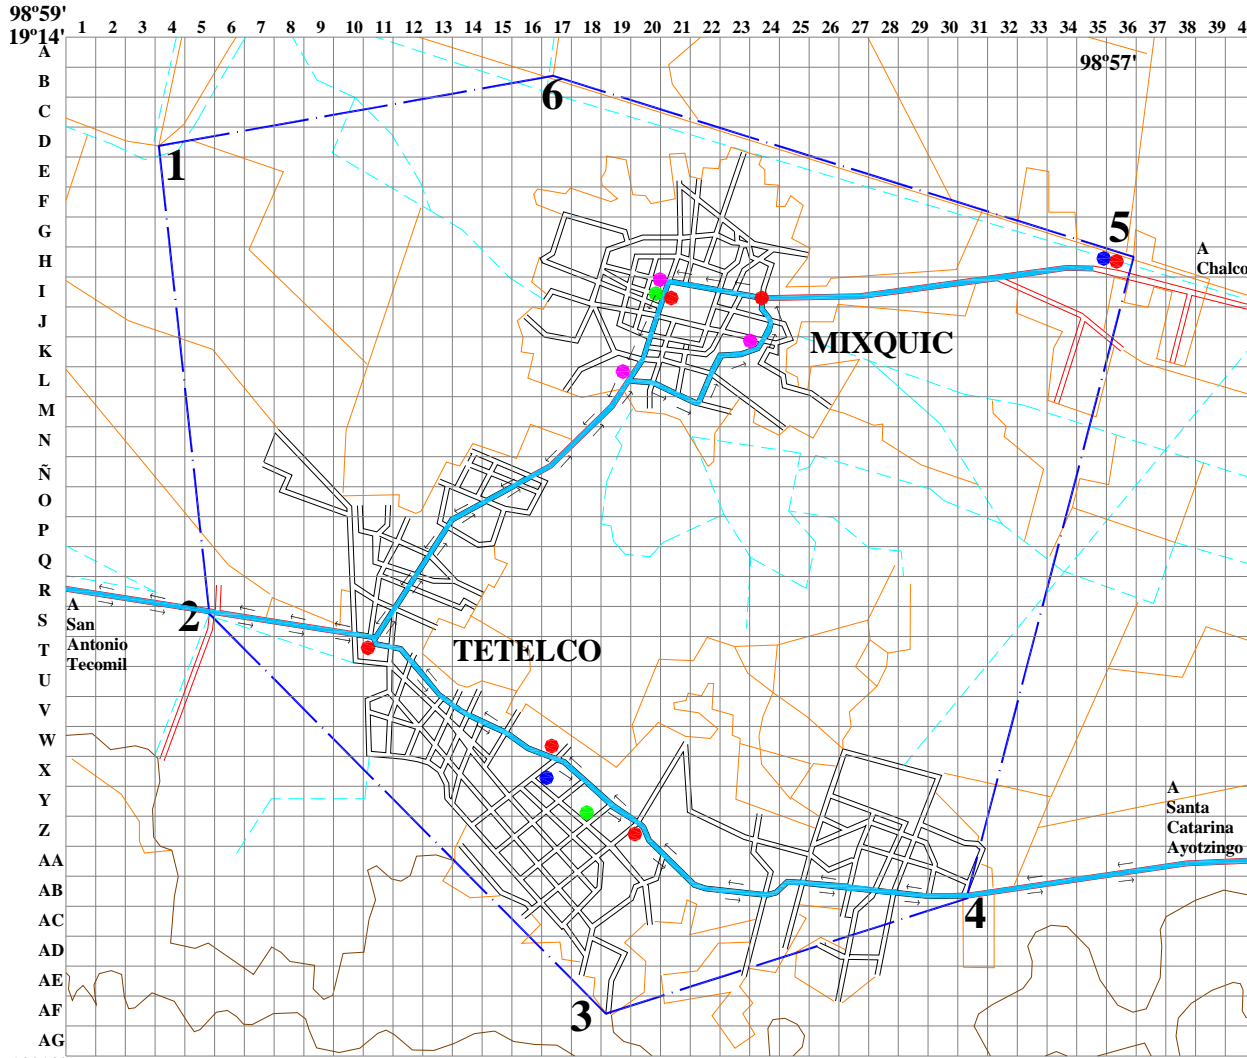 98º59'
19º14'
1 2 3 4 5 6 7 8 9 10 11 12 13 14 15 16 17 18 19 20 21 22 23 24 25 26 27 28 29 30 31 32 33 34 35 36 37 38 39
A
98º57'
B
6
C
D
1
E
F
G
5
H
A
Chalco
I
J
MIXQUIC
K
L
M
N
Ñ
O
P
Q
R
A
San
Antonio
Tecomil
2
S
T
TETELCO
U
V
W
X
A
Santa
Catarina
Ayotzingo
Y
Z
AA
AB
4
AC
AD
AE
AF
3
AG